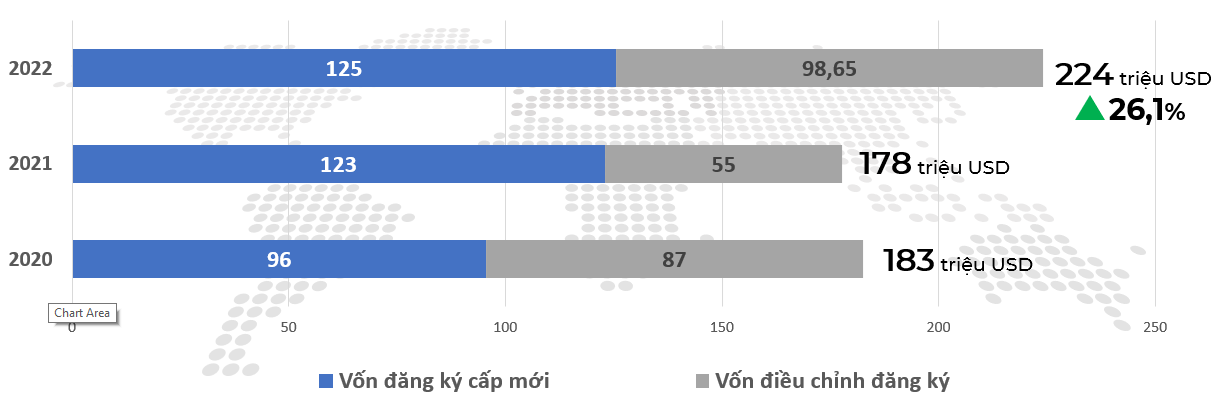 2022 125 98,65 224 triệu USD
26,1%
2021 123 55 178 triệu USD
2020 96 87 183 triệu USD
Chart Area
0 50 100 150 200 250
Vốn đăng ký cấp mới Vốn điều chỉnh đăng ký